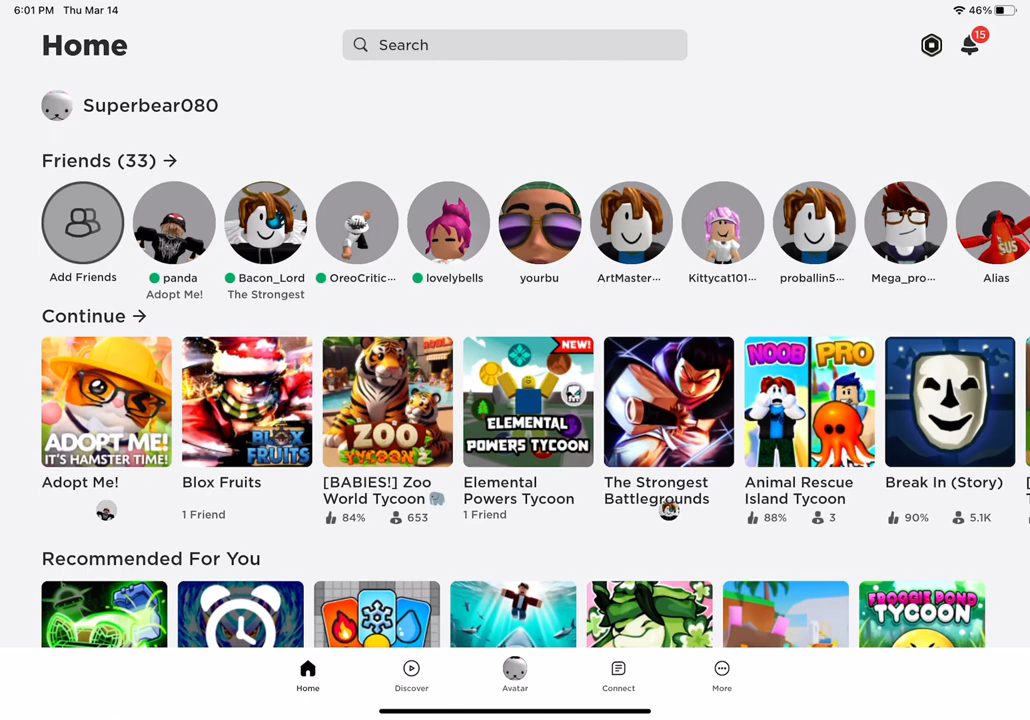 6:01 PM Thu Mar 14
46%
Home
Search
15
Superbear080
Friends (33) →
SUS
Add Friends
panda
Bacon_Lord
OreoCritic...
lovelybells
yourbu
ArtMaster...
Kittycat101...
proballin5...
Mega_pro...
Alias
Adopt Me!
The Strongest
Continue →
ADOPT ME!
IT'S HAMSTER TIME!
BLOX
FRUITS
ZOO
TYCOON
NEW!
ELEMENTAL
POWERS TYCOON
NOOB
PRO
Adopt Me!
Blox Fruits
[BABIES!] Zoo
World Tycoon 🐘
Elemental
Powers Tycoon
The Strongest
Battlegrounds
Animal Rescue
Island Tycoon
Break In (Story)
1 Friend
84%
653
1 Friend
88%
3
90%
5.1K
Recommended For You
FROGGIE POND
TYCOON
Home
Discover
Avatar
Connect
More